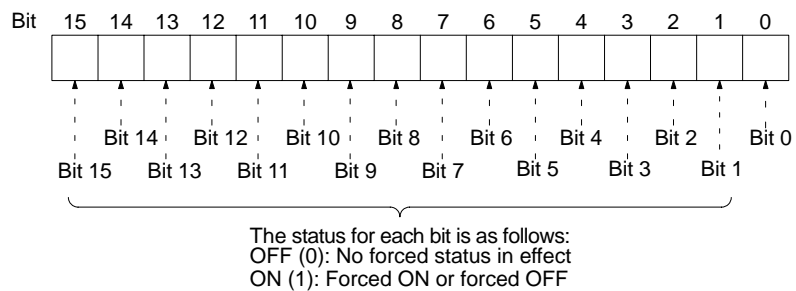 Bit 15 14 13 12 11 10 9 8 7 6 5 4 3 2 1 0
Bit 14 Bit 12 Bit 10 Bit 8 Bit 6 Bit 4 Bit 2 Bit 0
Bit 15 Bit 13 Bit 11 Bit 9 Bit 7 Bit 5 Bit 3 Bit 1
The status for each bit is as follows:
OFF (0): No forced status in effect
ON (1): Forced ON or forced OFF